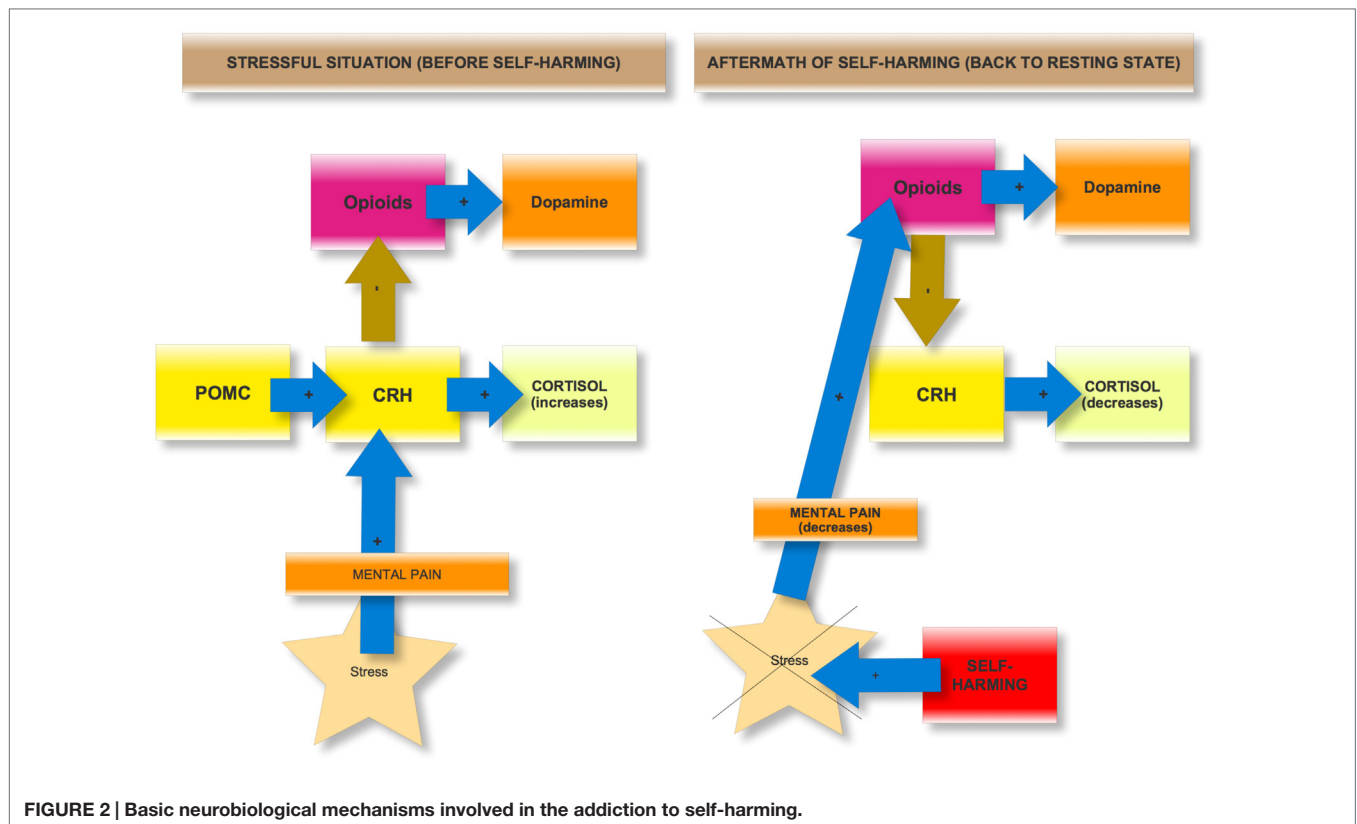 STRESSFUL SITUATION (BEFORE SELF-HARMING)
Opioids
+
Dopamine
-
POMC
+
CRH
+
CORTISOL
(increases)
+
MENTAL PAIN
Stress
AFTERMATH OF SELF-HARMING (BACK TO RESTING STATE)
Opioids
+
Dopamine
-
+
CRH
+
CORTISOL
(decreases)
MENTAL PAIN
(decreases)
Stress
+
SELF-
HARMING
FIGURE 2 | Basic neurobiological mechanisms involved in the addiction to self-harming.